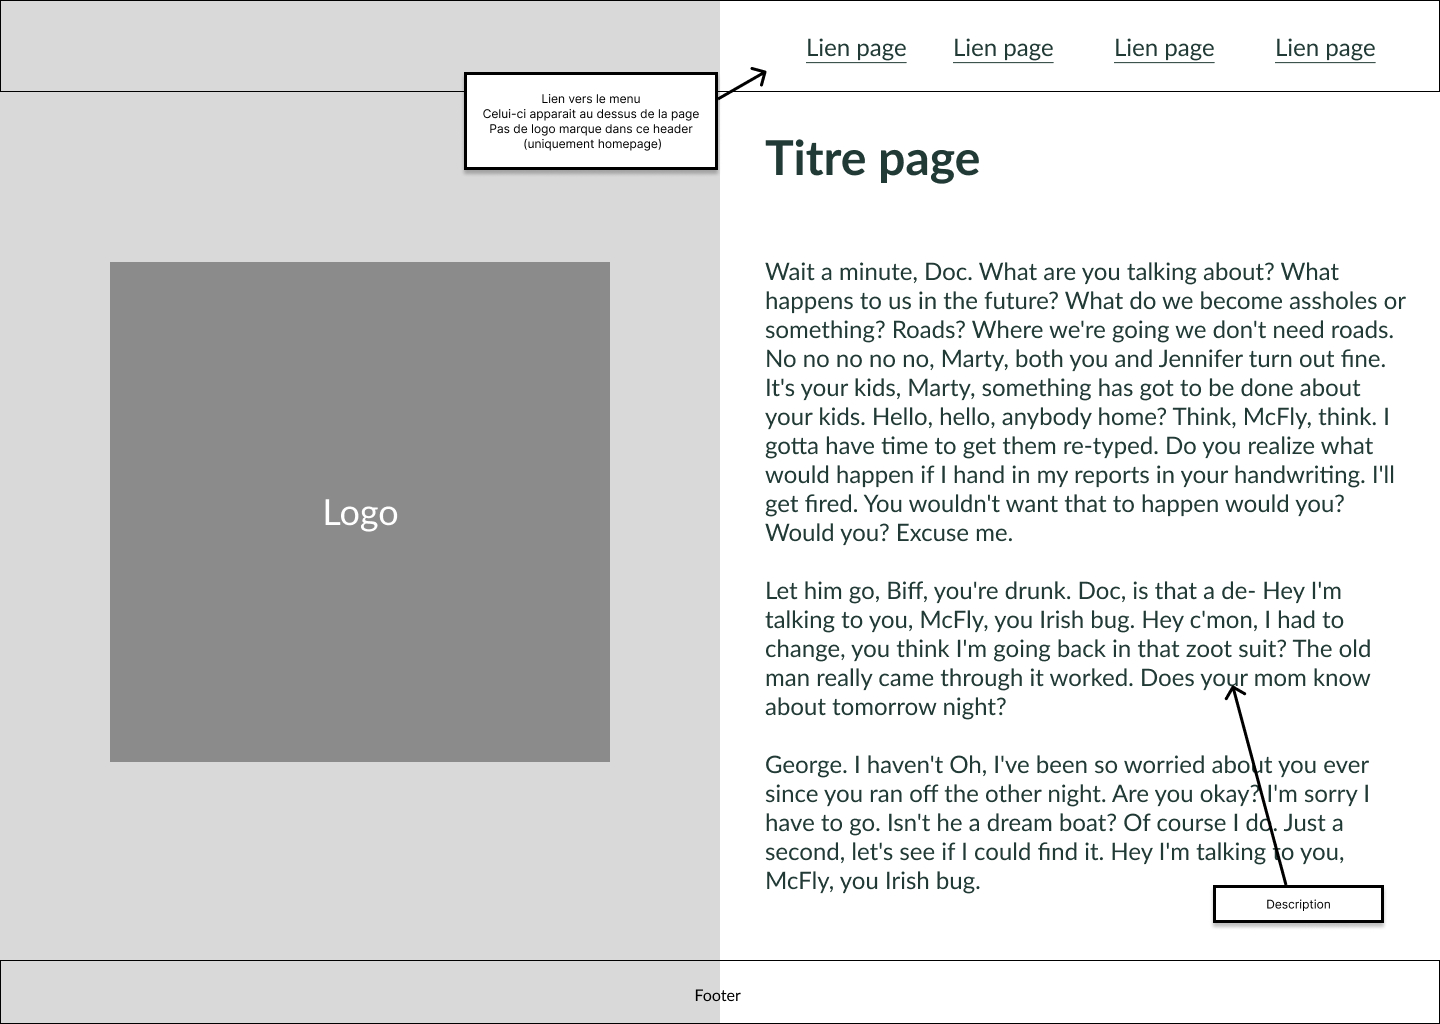 Lien page Lien page Lien page Lien page
Lien vers le menu
Celui-ci apparait au dessus de la page
Pas de logo marque dans ce header
(uniquement homepage)
Titre page
Logo
Wait a minute, Doc. What are you talking about? What
happens to us in the future? What do we become assholes or
something? Roads? Where we're going we don't need roads.
No no no no no, Marty, both you and Jennifer turn out fine.
It's your kids, Marty, something has got to be done about
your kids. Hello, hello, anybody home? Think, McFly, think. I
gotta have time to get them re-typed. Do you realize what
would happen if I hand in my reports in your handwriting. I'll
get fired. You wouldn't want that to happen would you?
Would you? Excuse me.
Let him go, Biff, you're drunk. Doc, is that a de- Hey I'm
talking to you, McFly, you Irish bug. Hey c'mon, I had to
change, you think I'm going back in that zoot suit? The old
man really came through it worked. Does your mom know
about tomorrow night?
George. I haven't Oh, I've been so worried about you ever
since you ran off the other night. Are you okay? I'm sorry I
have to go. Isn't he a dream boat? Of course I do. Just a
second, let's see if I could find it. Hey I'm talking to you,
McFly, you Irish bug.
Description
Footer